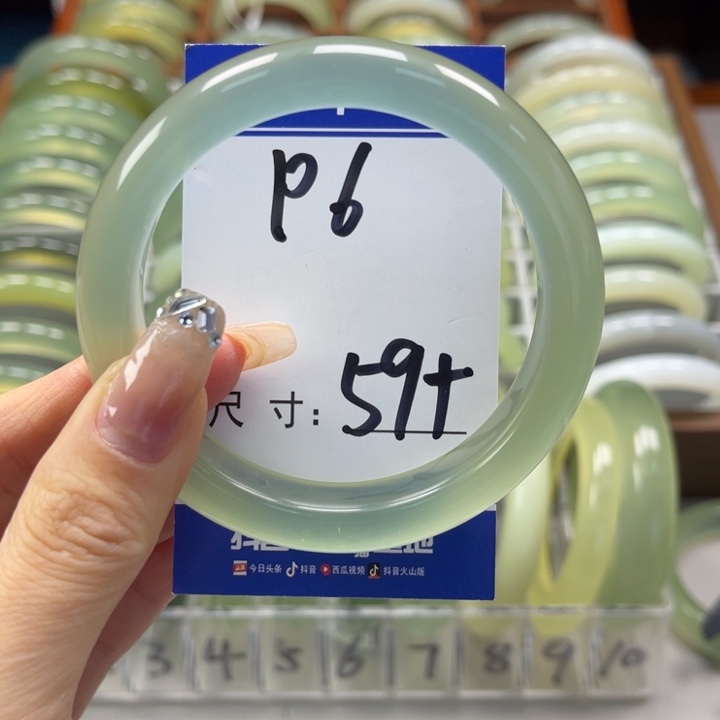 P6
尺寸: 59+
今日头条 抖音 西瓜视频 抖音火山版
3 4 5 6 7 8 9 10